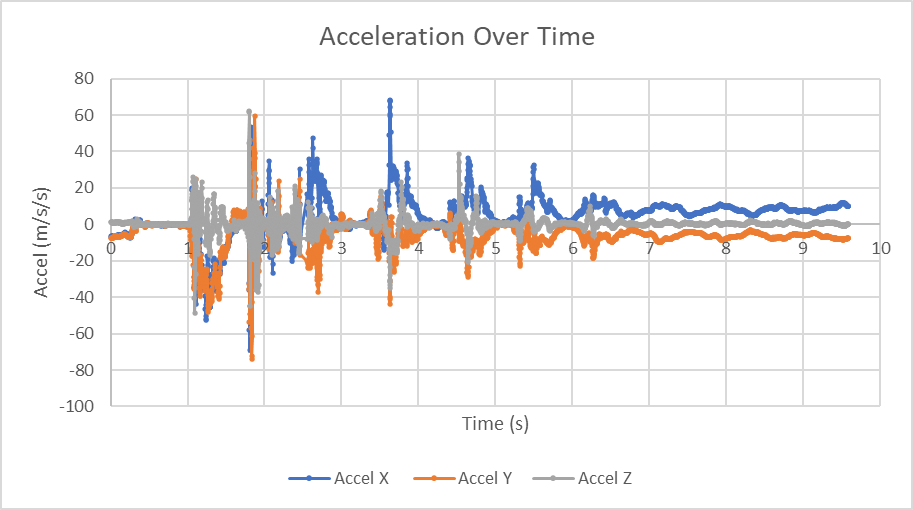 Acceleration Over Time
80
60
40
20
0
-20
-40
-60
-80
-100
Accel (m/s/s)
0 1 2 3 4 5 6 7 8 9 10
Time (s)
Accel X Accel Y Accel Z